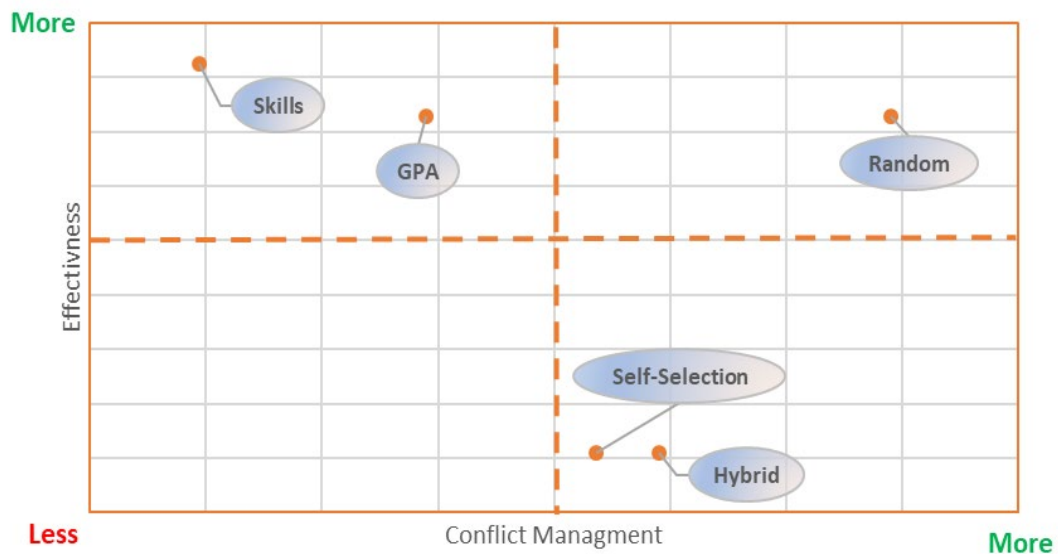 More
Skills
GPA
Random
Effectivness
Self-Selection
Hybrid
Less
Conflict Managment
More